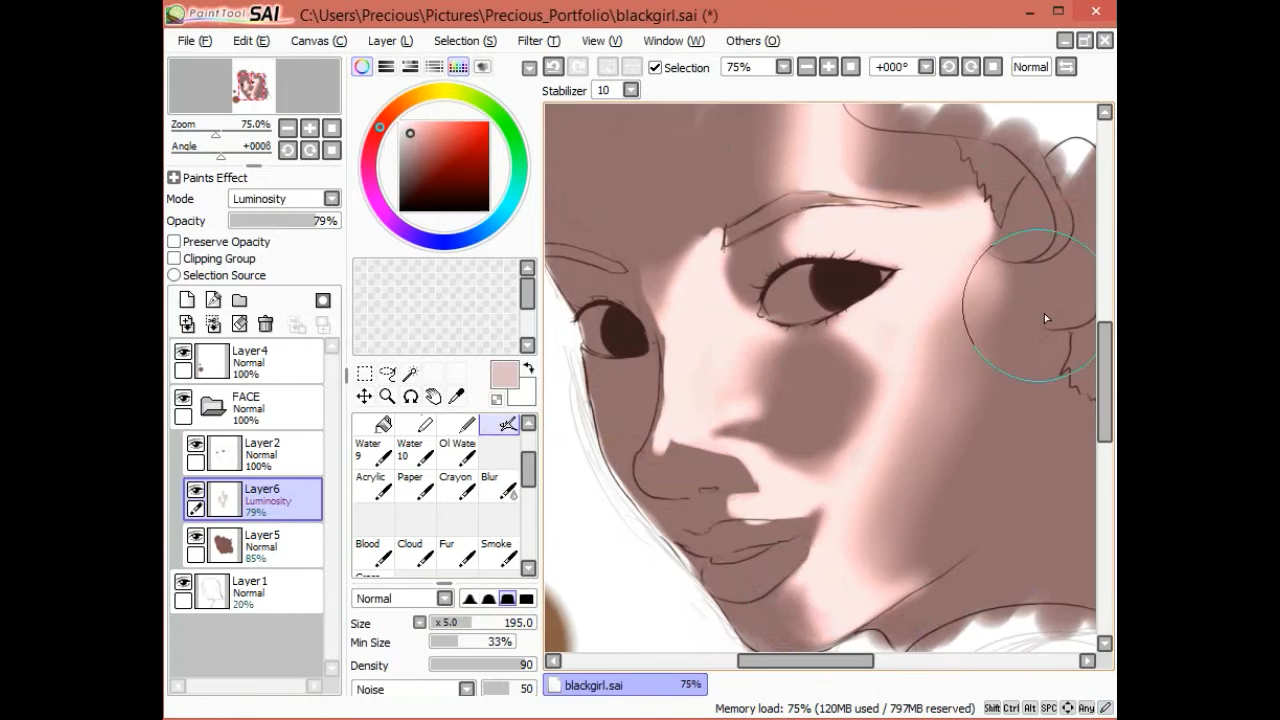 PaintTool SAI C:\Users\Precious\Pictures\Precious_Portfolio\blackgirl.sai (*)
File (F) Edit (E) Canvas (C) Layer (L) Selection (S) Filter (T) View (V) Window (W) Others (O)
Selection 75% +000° Normal
Stabilizer 10
Zoom 75.0%
Angle +000θ
Paints Effect
Mode Luminosity
Opacity 79%
Preserve Opacity
Clipping Group
Selection Source
Layer4
Normal
100%
FACE
Normal
100%
Layer2
Normal
100%
Layer6
Luminosity
79%
Layer5
Normal
85%
Layer1
Normal
20%
Water 9
Water 10
Ol Wate
Acrylic Paper Crayon Blur
Blood Cloud Fur Smoke
Normal
Size x 5.0 195.0
Min Size 33%
Density 90
Noise 50
blackgirl.sai 75%
Memory load: 75% (120MB used / 797MB reserved) Shift Ctrl Alt SPC Any